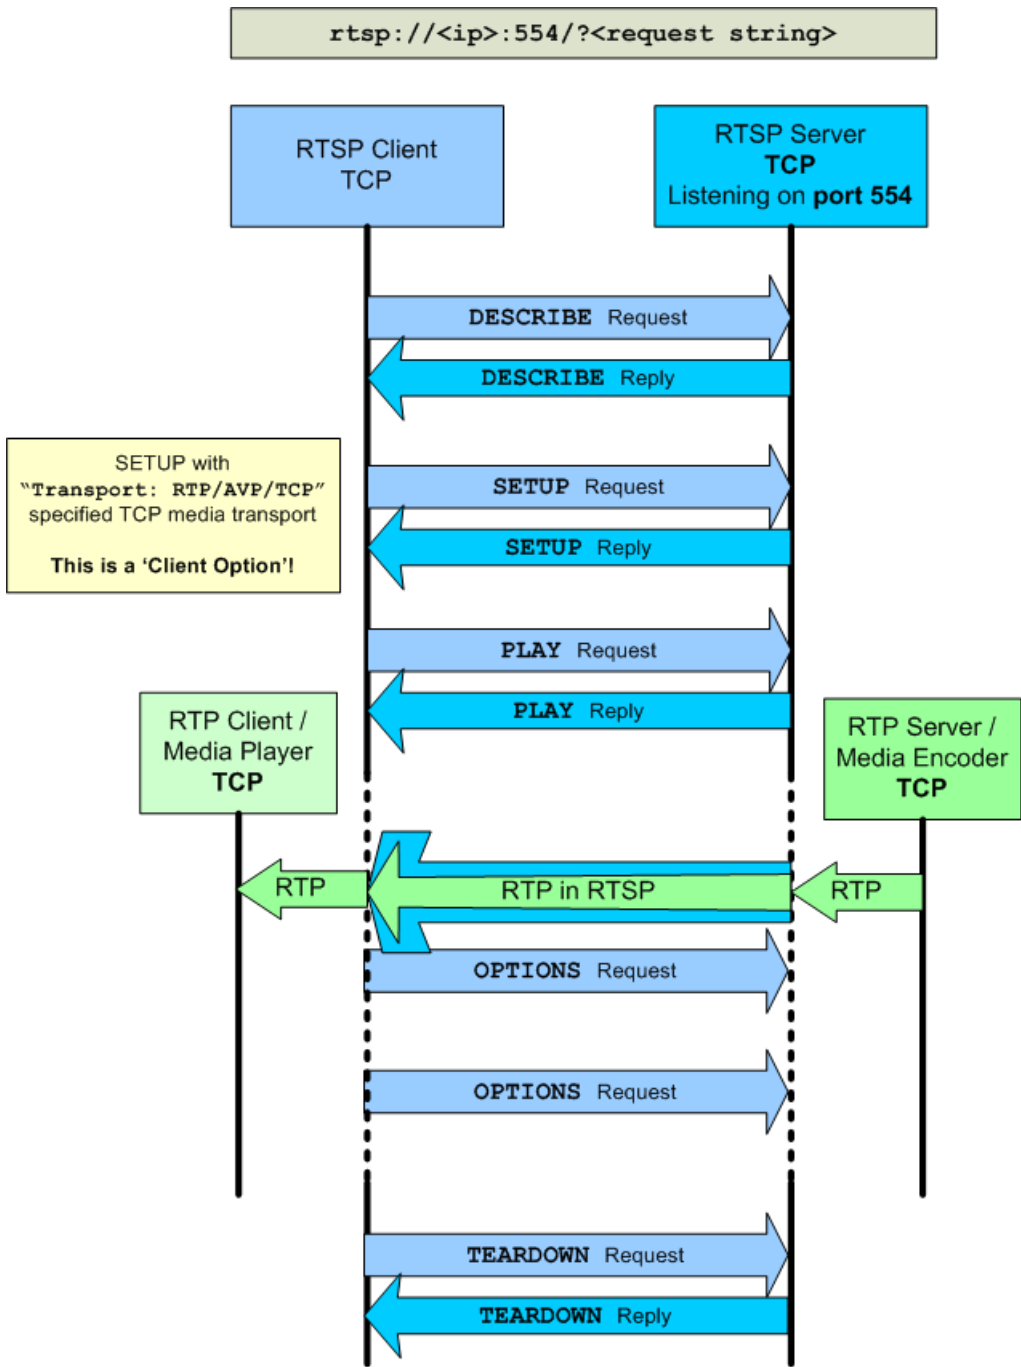 rtsp://<ip>:554/?<request string>
RTSP Client
TCP
RTSP Server
TCP
Listening on port 554
DESCRIBE Request
DESCRIBE Reply
SETUP with
"Transport: RTP/AVP/TCP"
specified TCP media transport
This is a 'Client Option'!
SETUP Request
SETUP Reply
PLAY Request
PLAY Reply
RTP Client /
Media Player
TCP
RTP Server /
Media Encoder
TCP
RTP
RTP in RTSP
RTP
OPTIONS Request
OPTIONS Request
TEARDOWN Request
TEARDOWN Reply